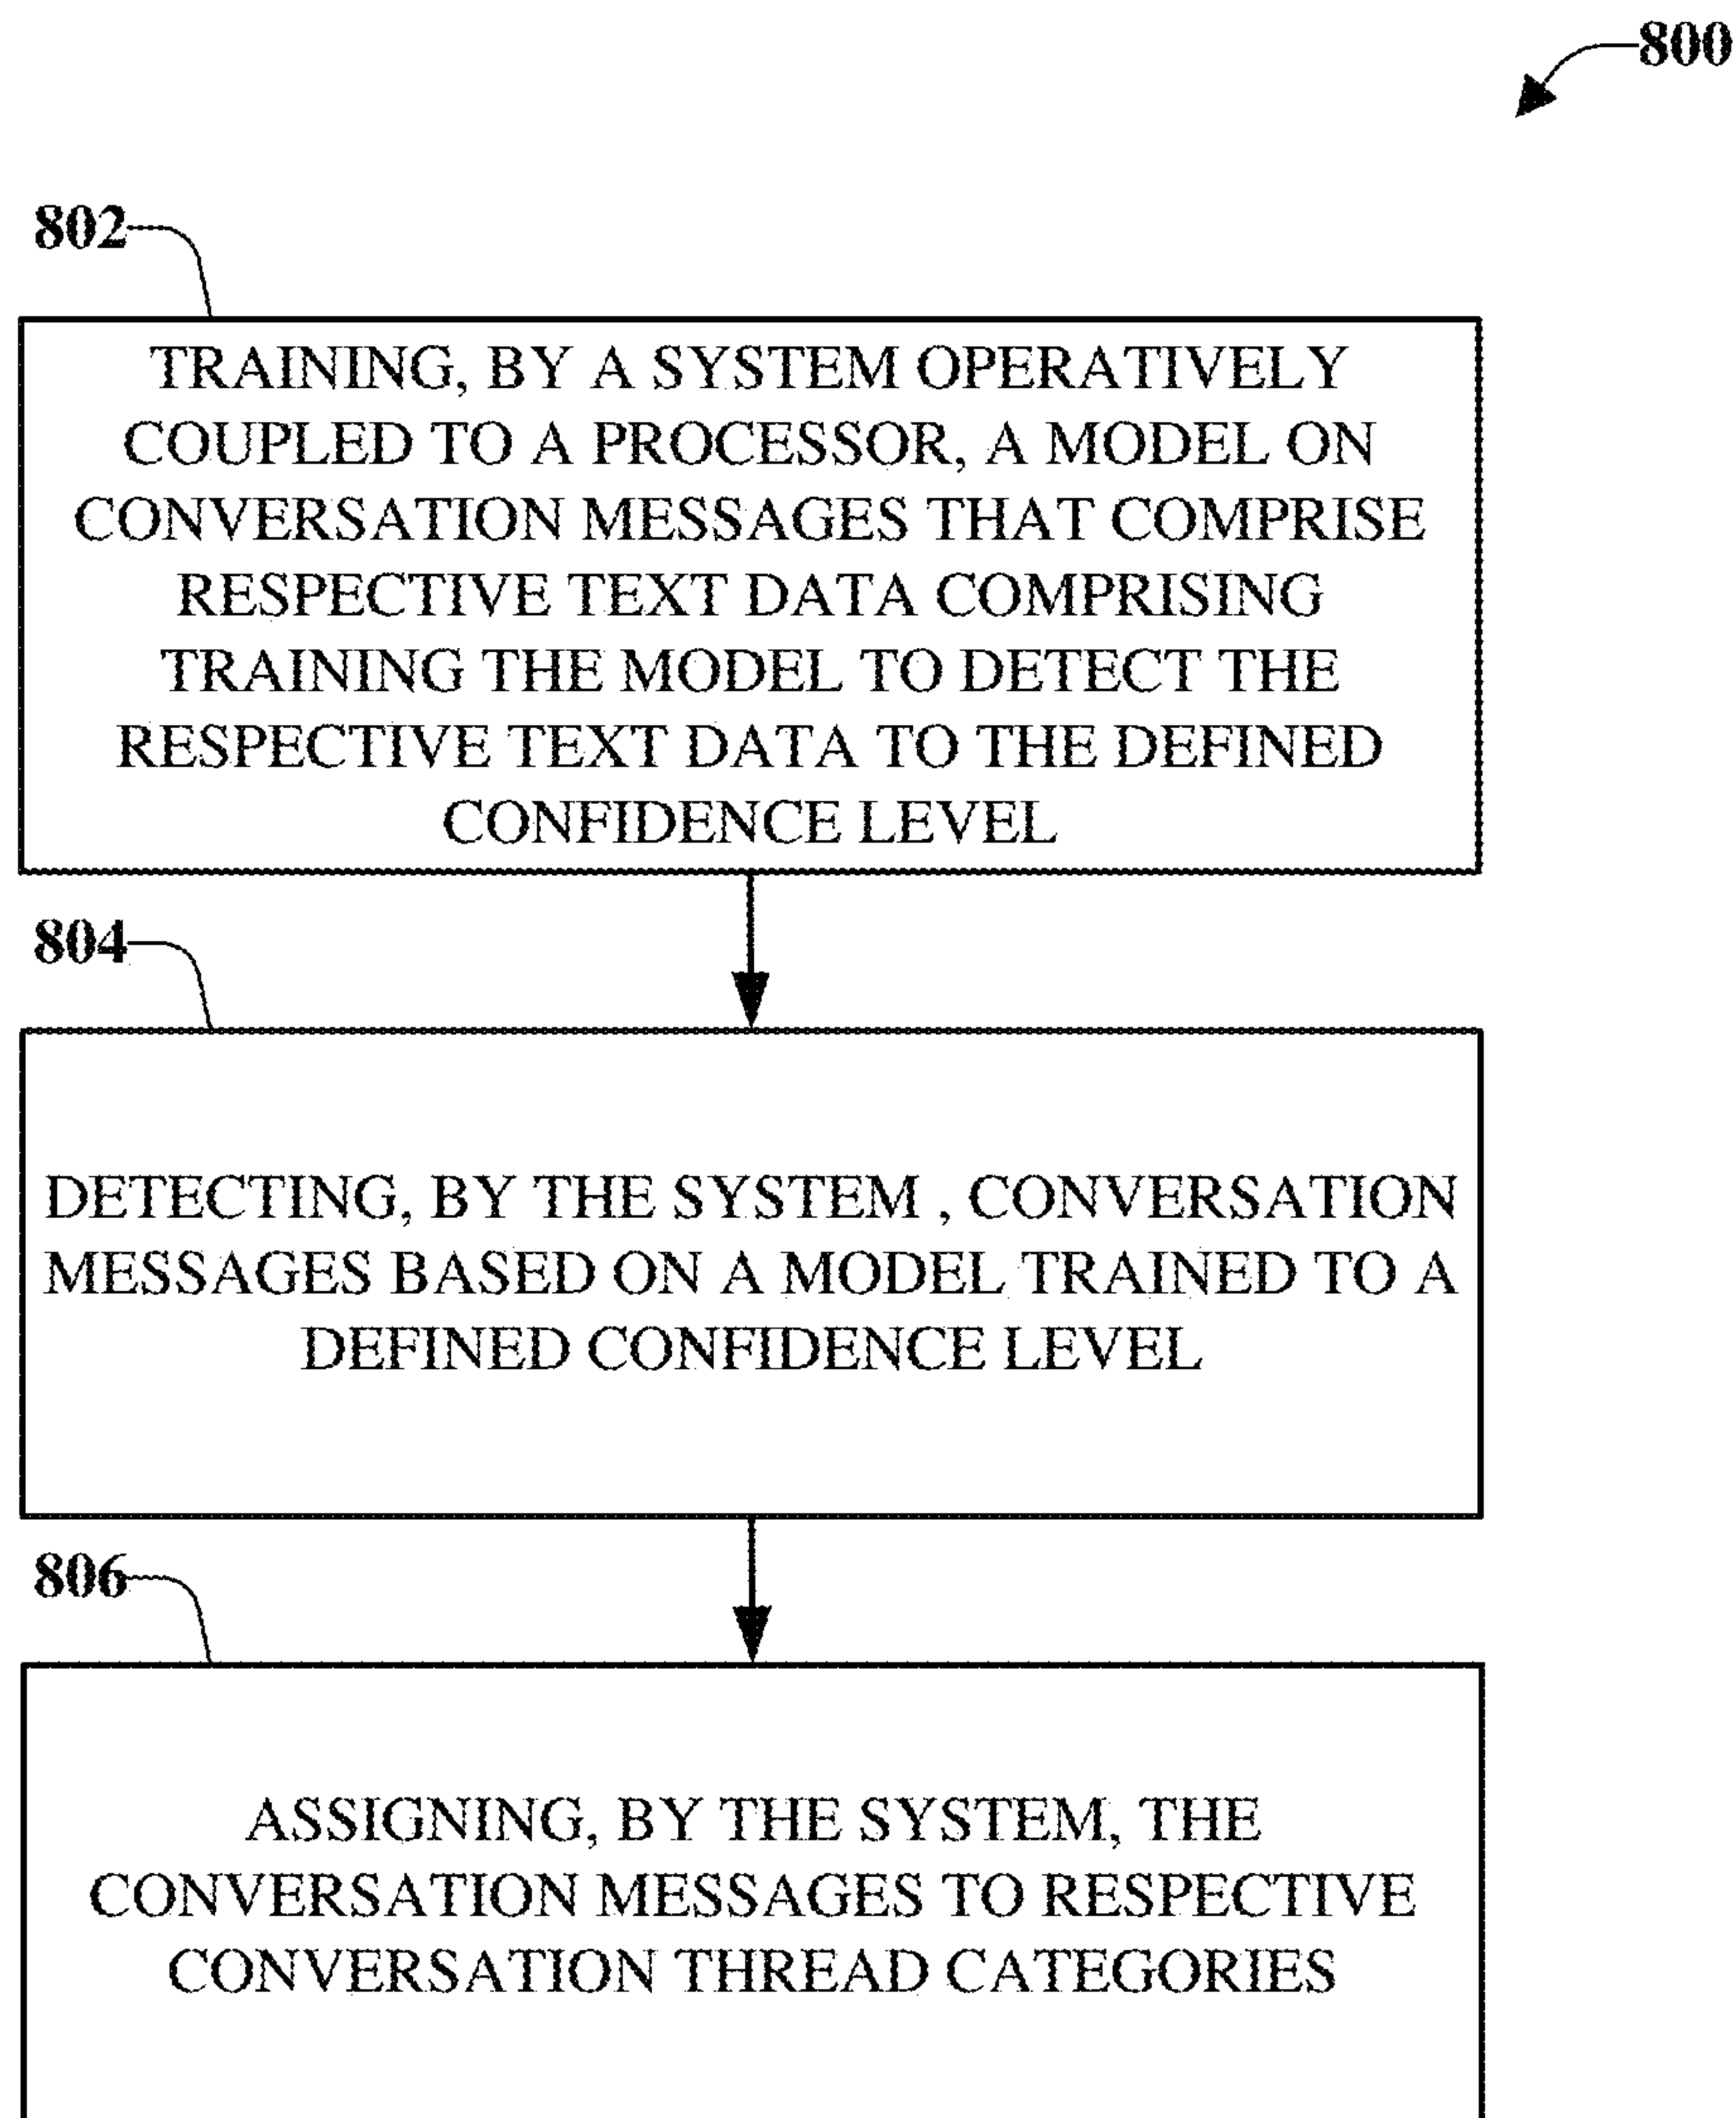 800
802
TRAINING, BY A SYSTEM OPERATIVELY
COUPLED TO A PROCESSOR, A MODEL ON
CONVERSATION MESSAGES THAT COMPRISE
RESPECTIVE TEXT DATA COMPRISING
TRAINING THE MODEL TO DETECT THE
RESPECTIVE TEXT DATA TO THE DEFINED
CONFIDENCE LEVEL
804
DETECTING, BY THE SYSTEM , CONVERSATION
MESSAGES BASED ON A MODEL TRAINED TO A
DEFINED CONFIDENCE LEVEL
806
ASSIGNING, BY THE SYSTEM, THE
CONVERSATION MESSAGES TO RESPECTIVE
CONVERSATION THREAD CATEGORIES